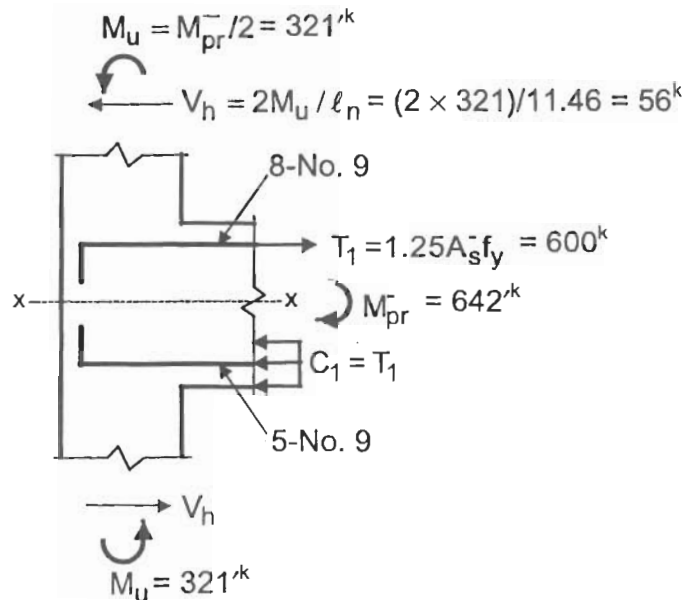 Mu = M⁻pr/2 = 321′ᵏ
Vh = 2Mu / ℓn = (2 × 321)/11.46 = 56ᵏ
8-No. 9
T1 = 1.25A⁻s fy = 600ᵏ
x x
M⁻pr = 642′ᵏ
C1 = T1
5-No. 9
Vh
Mu = 321′ᵏ